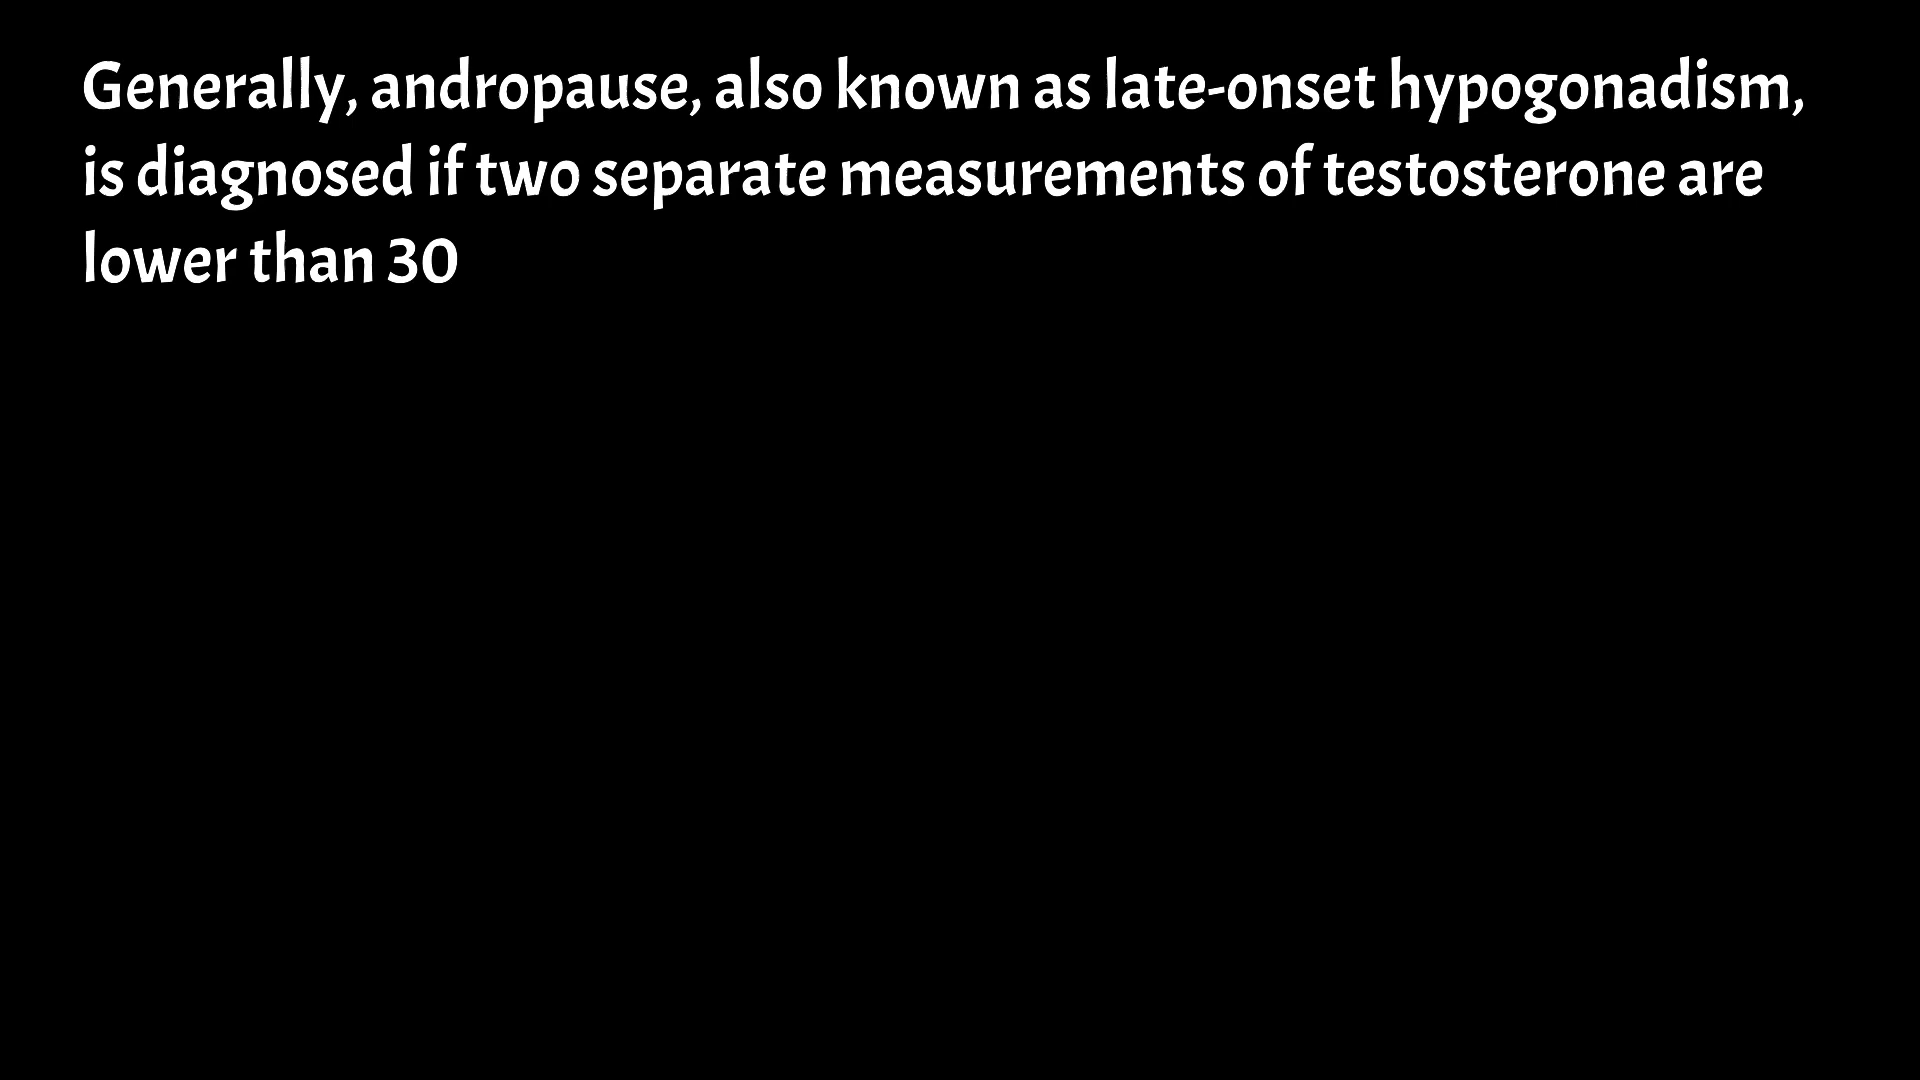 Generally, andropause, also known as late-onset hypogonadism,
is diagnosed if two separate measurements of testosterone are
lower than 30